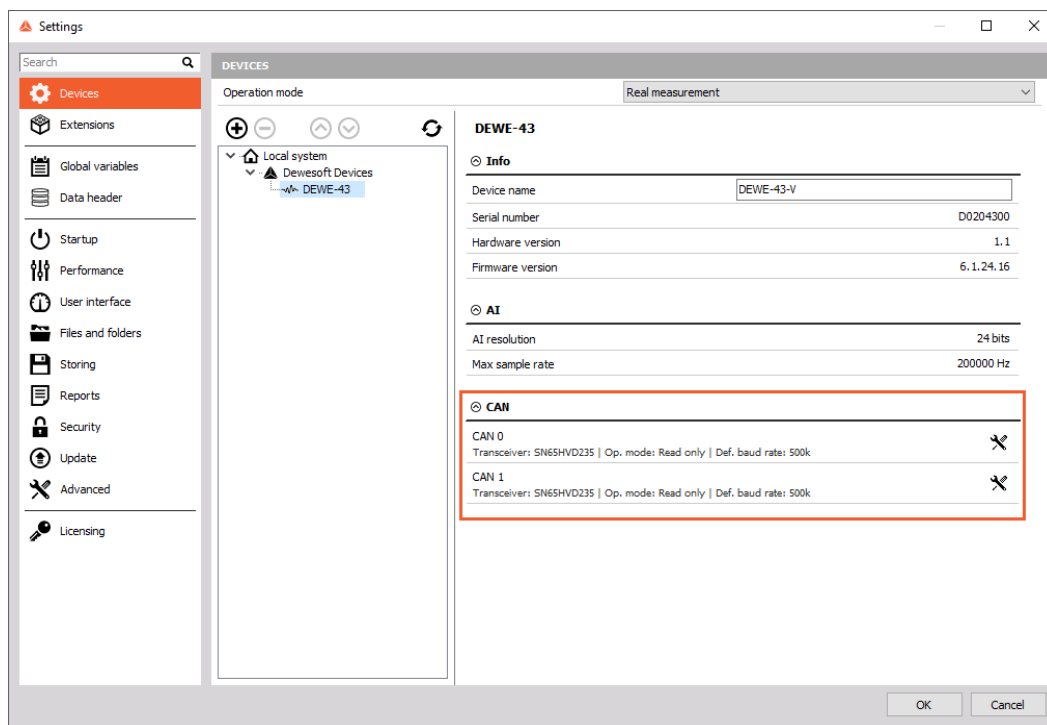 Settings
Search
DEVICES
Devices
Extensions
Global variables
Data header
Startup
Performance
User interface
Files and folders
Storing
Reports
Security
Update
Advanced
Licensing
Operation mode Real measurement
Local system
Dewesoft Devices
DEWE-43
DEWE-43
Info
Device name DEWE-43-V
Serial number D0204300
Hardware version 1.1
Firmware version 6.1.24.16
AI
AI resolution 24 bits
Max sample rate 200000 Hz
CAN
CAN 0
Transceiver: SN65HVD235 | Op. mode: Read only | Def. baud rate: 500k
CAN 1
Transceiver: SN65HVD235 | Op. mode: Read only | Def. baud rate: 500k
OK Cancel